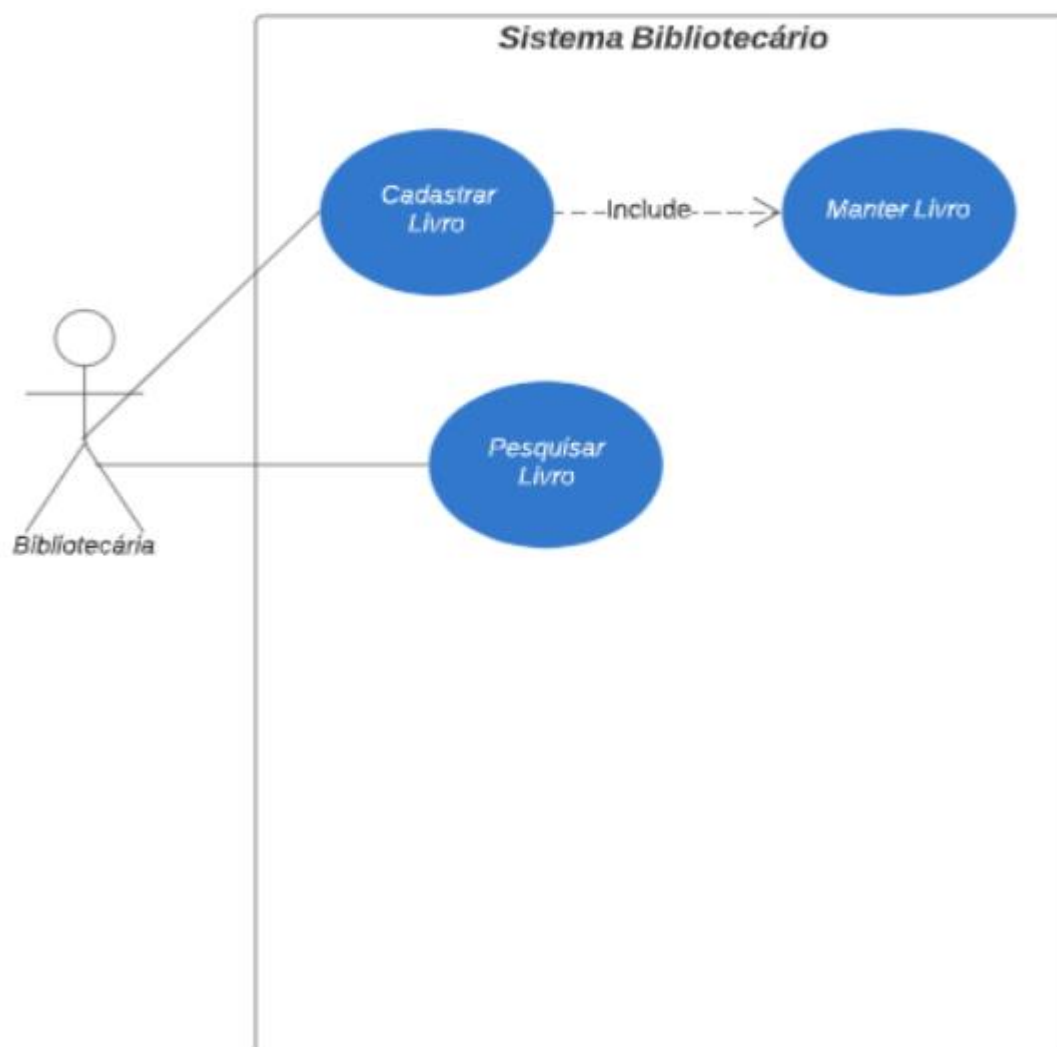 Sistema Bibliotecário
Cadastrar
Livro
Include
Manter Livro
Pesquisar
Livro
Bibliotecária